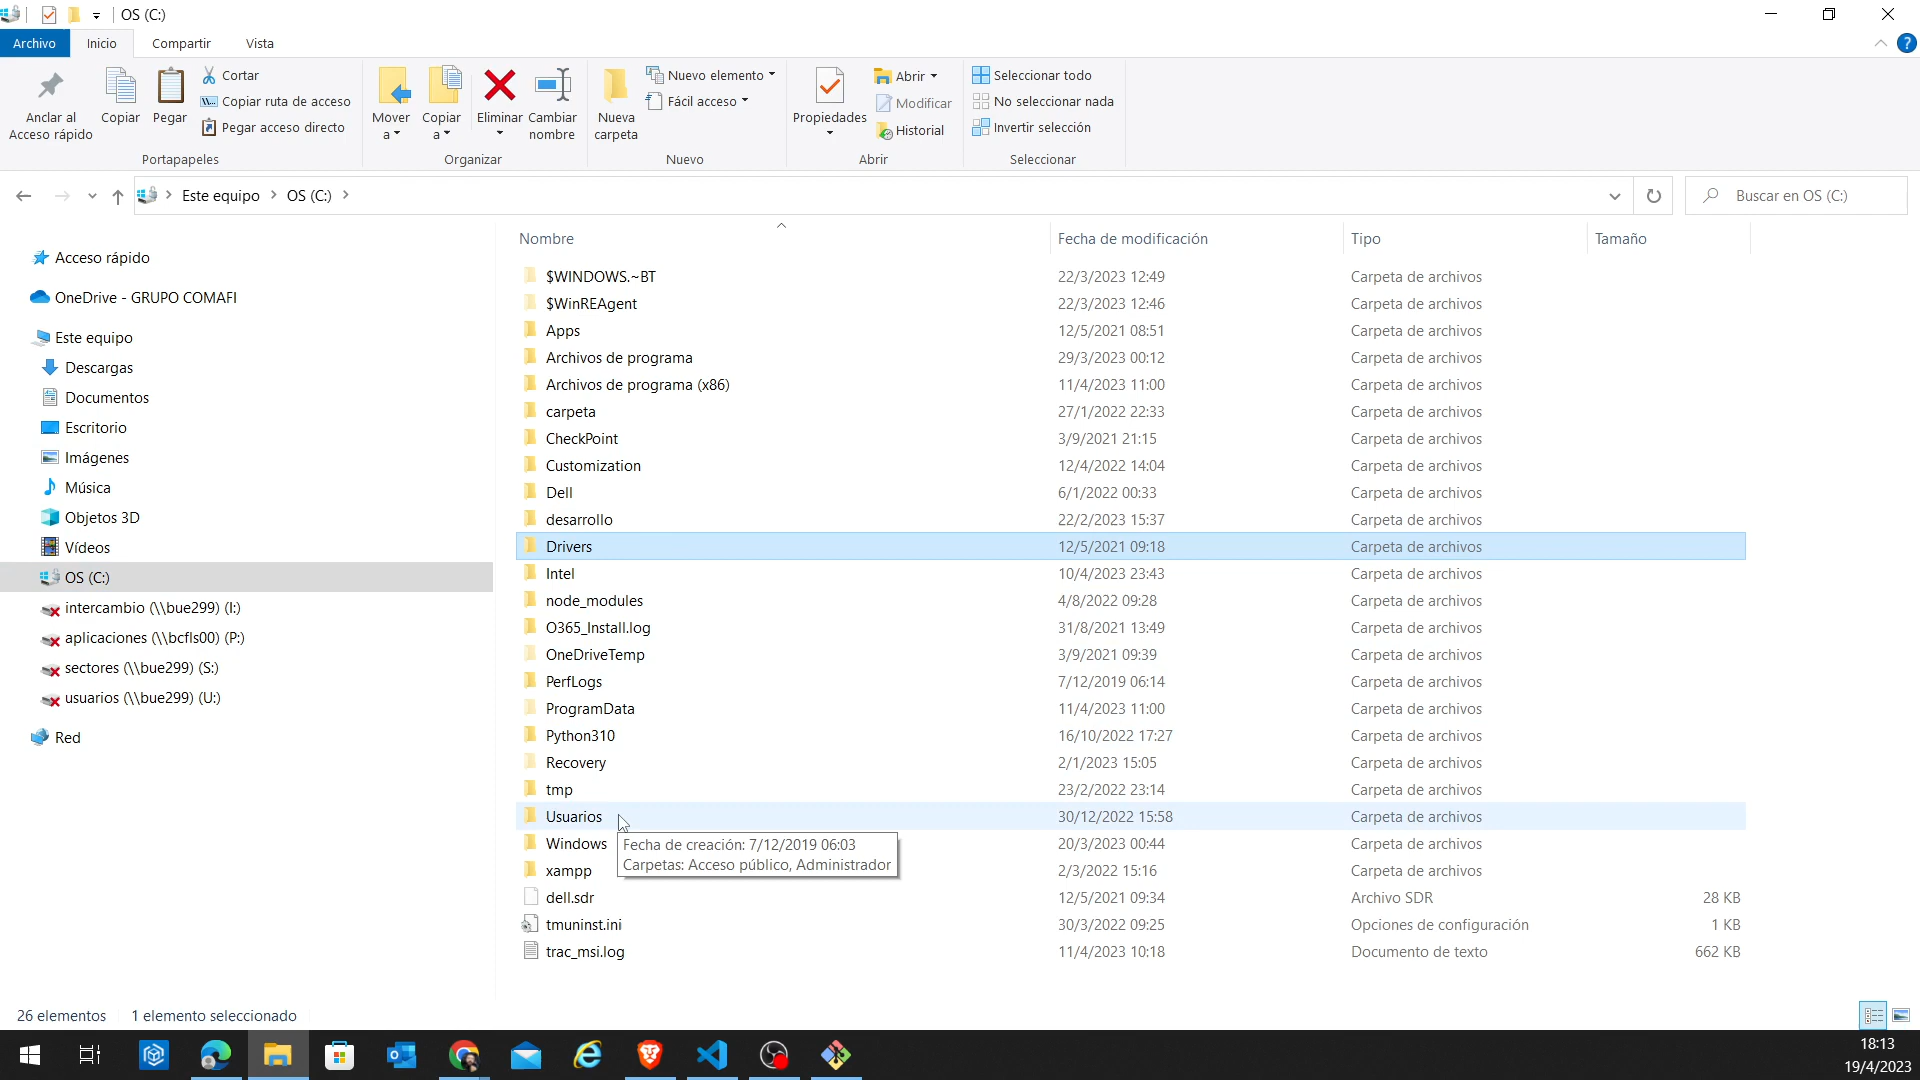 OS (C:)
Archivo
Inicio
Compartir
Vista
?
Anclar al
Acceso rápido
Copiar
Pegar
Cortar
Copiar ruta de acceso
Pegar acceso directo
Portapapeles
Mover
a
Copiar
a
Eliminar
Cambiar
nombre
Organizar
Nueva
carpeta
Nuevo elemento
Fácil acceso
Nuevo
Propiedades
Abrir
Modificar
Historial
Abrir
Seleccionar todo
No seleccionar nada
Invertir selección
Seleccionar
Este equipo > OS (C:) >
Buscar en OS (C:)
Acceso rápido
OneDrive - GRUPO COMAFI
Este equipo
Descargas
Documentos
Escritorio
Imágenes
Música
Objetos 3D
Vídeos
OS (C:)
intercambio (\\bue299) (I:)
aplicaciones (\\bcfls00) (P:)
sectores (\\bue299) (S:)
usuarios (\\bue299) (U:)
Red
Nombre Fecha de modificación Tipo Tamaño
$WINDOWS.~BT 22/3/2023 12:49 Carpeta de archivos
$WinREAgent 22/3/2023 12:46 Carpeta de archivos
Apps 12/5/2021 08:51 Carpeta de archivos
Archivos de programa 29/3/2023 00:12 Carpeta de archivos
Archivos de programa (x86) 11/4/2023 11:00 Carpeta de archivos
carpeta 27/1/2022 22:33 Carpeta de archivos
CheckPoint 3/9/2021 21:15 Carpeta de archivos
Customization 12/4/2022 14:04 Carpeta de archivos
Dell 6/1/2022 00:33 Carpeta de archivos
desarrollo 22/2/2023 15:37 Carpeta de archivos
Drivers 12/5/2021 09:18 Carpeta de archivos
Intel 10/4/2023 23:43 Carpeta de archivos
node_modules 4/8/2022 09:28 Carpeta de archivos
O365_Install.log 31/8/2021 13:49 Carpeta de archivos
OneDriveTemp 3/9/2021 09:39 Carpeta de archivos
PerfLogs 7/12/2019 06:14 Carpeta de archivos
ProgramData 11/4/2023 11:00 Carpeta de archivos
Python310 16/10/2022 17:27 Carpeta de archivos
Recovery 2/1/2023 15:05 Carpeta de archivos
tmp 23/2/2022 23:14 Carpeta de archivos
Usuarios 30/12/2022 15:58 Carpeta de archivos
Windows 20/3/2023 00:44 Carpeta de archivos
xampp 2/3/2022 15:16 Carpeta de archivos
dell.sdr 12/5/2021 09:34 Archivo SDR 28 KB
tmuninst.ini 30/3/2022 09:25 Opciones de configuración 1 KB
trac_msi.log 11/4/2023 10:18 Documento de texto 662 KB
Fecha de creación: 7/12/2019 06:03
Carpetas: Acceso público, Administrador
26 elementos 1 elemento seleccionado
18:13
19/4/2023